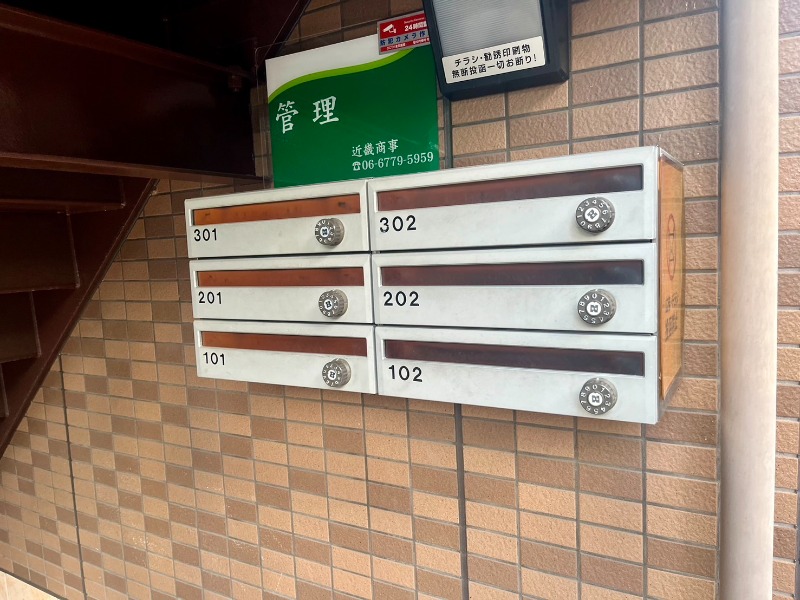 24時間
防犯カメラ作
チラシ・勧誘印刷物
無断投函一切お断り!
管理
近畿商事
☎06-6779-5959
301
302
201
202
101
102